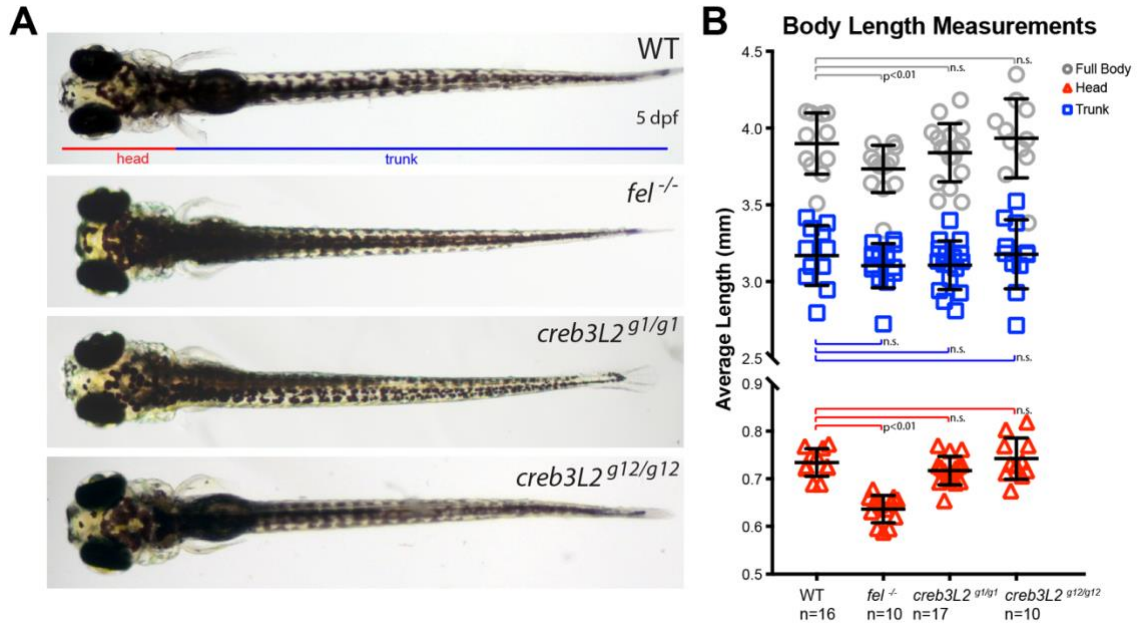 A
WT
5 dpf
head
trunk
fel -/-
creb3L2 g1/g1
creb3L2 g12/g12
B
Body Length Measurements
Full Body
Head
Trunk
Average Length (mm)
4.5
4.0
3.5
3.0
2.5
0.9
0.8
0.7
0.6
0.5
n.s.
n.s.
p<0.01
n.s.
n.s.
n.s.
n.s.
n.s.
p<0.01
WT
n=16
fel -/-
n=10
creb3L2 g1/g1
n=17
creb3L2 g12/g12
n=10